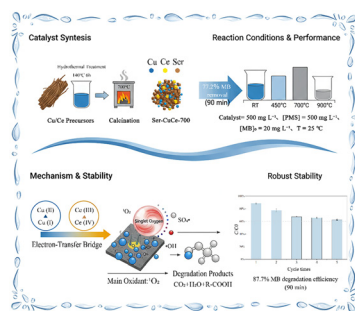 Catalyst Syntesis
Reaction Conditions & Performance
Hydrothermal Treatment
140°C 6h
Cu/Ce Precursors
700°C
Calcination
Cu Ce Ser
Ser-CuCe-700
removal
(90 min)
RT 450°C 700°C 900°C
Catalyst= 500 mg L⁻¹, [PMS] = 500 mg L⁻¹,
[MB]₀ = 20 mg L⁻¹, T = 25 °C
Mechanism & Stability
Robust Stability
Cu (II)
Cu (I)
Ce (III)
Ce (IV)
Electron-Transfer Bridge
¹O₂
Singlet Oxygen
SO₄•
•OH
Main Oxidant:¹O₂
Degradation Products
CO₂+H₂O+R-COOH
C/C0
Cycle times
87.7% MB degradation efficiency
(90 min)